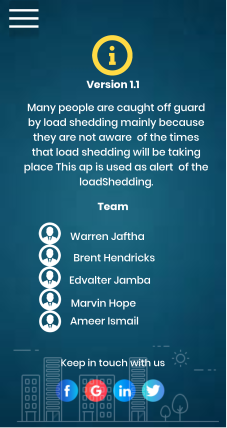 Version 1.1
Many people are caught off guard
by load shedding mainly because
they are not aware of the times
that load shedding will be taking
place This ap is used as alert of the
loadShedding.
Team
Warren Jaftha
Brent Hendricks
Edvalter Jamba
Marvin Hope
Ameer Ismail
Keep in touch with us